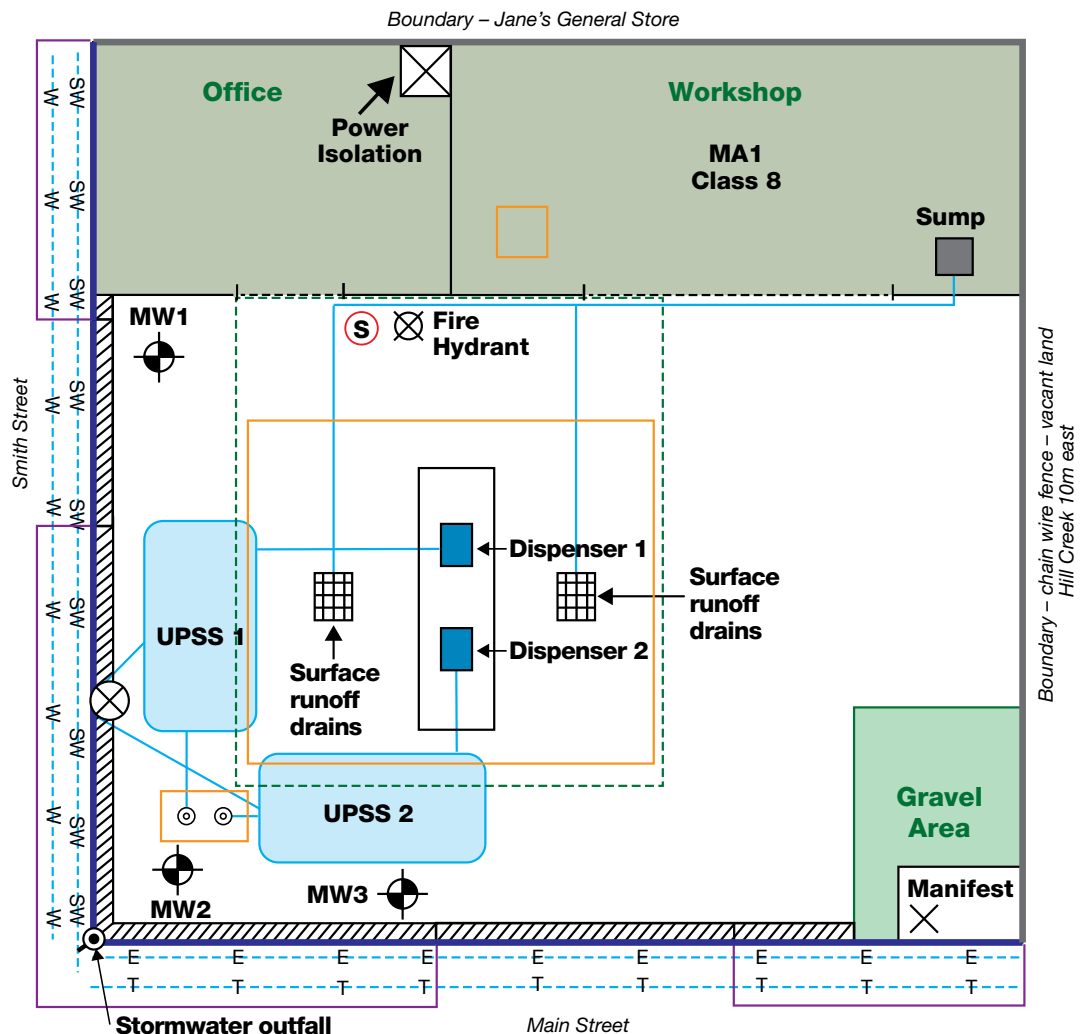 Boundary – Jane's General Store
Office
Workshop
Power
Isolation
MA1
Class 8
Sump
MW1
S
Fire
Hydrant
Smith Street
Boundary – chain wire fence – vacant land
Hill Creek 10m east
Dispenser 1
UPSS 1
Surface
runoff
drains
Dispenser 2
Surface
runoff
drains
UPSS 2
Gravel
Area
MW2
MW3
Manifest
W W W W W W W W W
SW SW SW SW SW SW SW SW SW
E E E E E E E E E
T T T T T T T T T
Stormwater outfall
Main Street